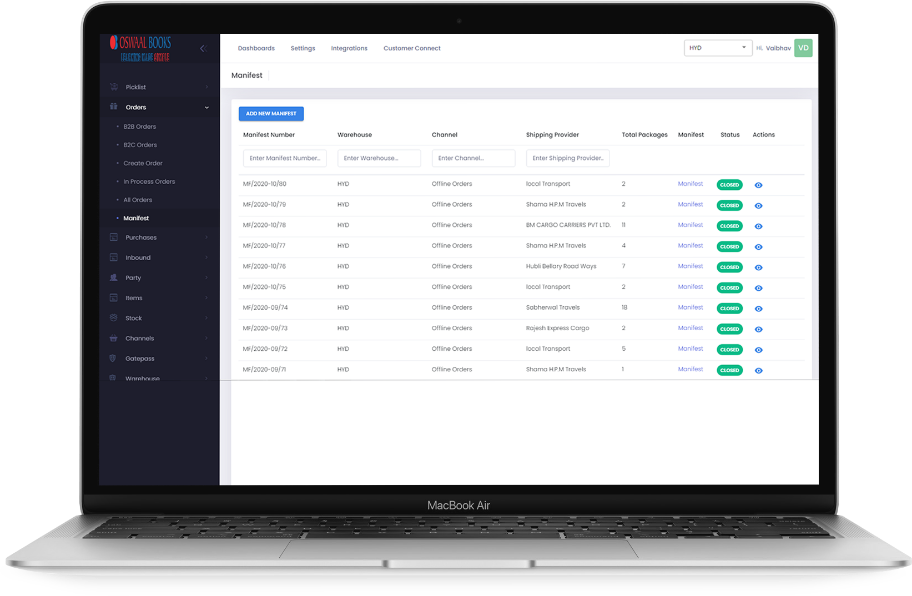 OSWAAL BOOKS
Dashboards Settings Integrations Customer Connect HYD Hi, Vaibhav VD
Manifest
Picklist
Orders
B2B Orders
B2C Orders
Create Order
In Process Orders
All Orders
Manifest
Purchases
Inbound
Party
Items
Stock
Channels
Gatepass
Warehouse
ADD NEW MANIFEST
Manifest Number Warehouse Channel Shipping Provider Total Packages Manifest Status Actions
Enter Manifest Number.. Enter Warehouse.. Enter Channel... Enter Shipping Provider..
MF/2020-10/80 HYD Offline Orders local Transport 2 Manifest CLOSED
MF/2020-10/79 HYD Offline Orders Shama H.P.M Travels 2 Manifest CLOSED
MF/2020-10/78 HYD Offline Orders BM CARGO CARRIERS PVT LTD. 11 Manifest CLOSED
MF/2020-10/77 HYD Offline Orders Shama H.P.M Travels 4 Manifest CLOSED
MF/2020-10/76 HYD Offline Orders Hubli Bellary Road Ways 7 Manifest CLOSED
MF/2020-10/75 HYD Offline Orders local Transport 2 Manifest CLOSED
MF/2020-09/74 HYD Offline Orders Sabherwal Travels 18 Manifest CLOSED
MF/2020-09/73 HYD Offline Orders Rajesh Express Cargo 2 Manifest CLOSED
MF/2020-09/72 HYD Offline Orders local Transport 5 Manifest CLOSED
MF/2020-09/71 HYD Offline Orders Shama H.P.M Travels 1 Manifest CLOSED
MacBook Air